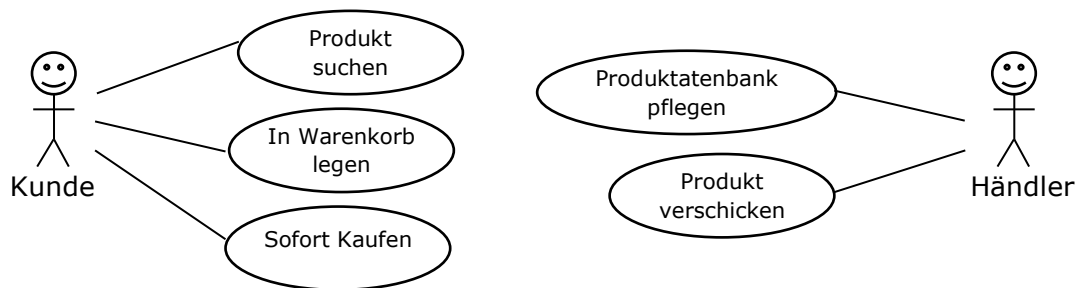 Produkt
suchen
In Warenkorb
legen
Sofort Kaufen
Kunde
Produktatenbank
pflegen
Produkt
verschicken
Händler